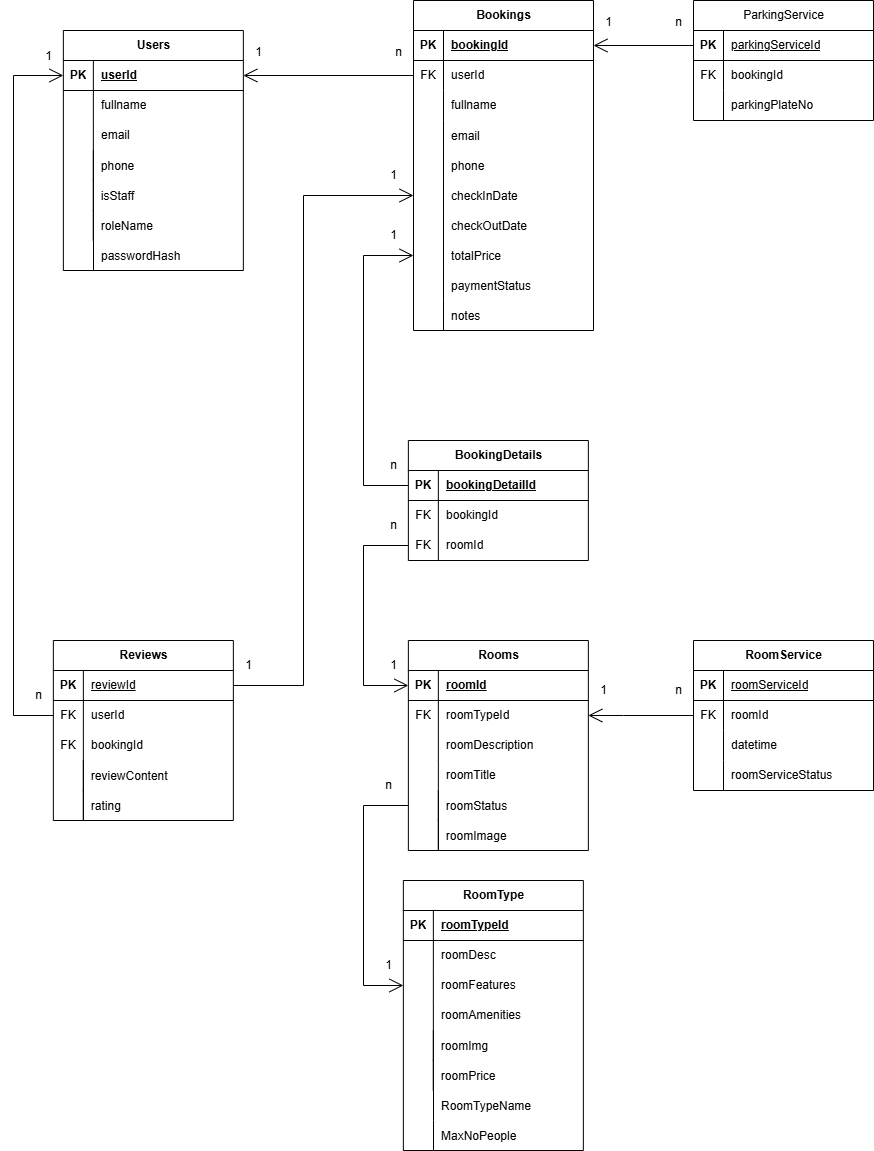 Users
PK userId
fullname
email
phone
isStaff
roleName
passwordHash
1
1
n
Bookings
PK bookingId
FK userId
fullname
email
phone
checkInDate
checkOutDate
totalPrice
paymentStatus
notes
1
n
ParkingService
PK parkingServiceId
FK bookingId
parkingPlateNo
1
1
n
BookingDetails
PK bookingDetailId
FK bookingId
FK roomId
n
Reviews
PK reviewId
FK userId
FK bookingId
reviewContent
rating
n
1
1
Rooms
PK roomId
FK roomTypeId
roomDescription
roomTitle
roomStatus
roomImage
1
n
RoomService
PK roomServiceId
FK roomId
datetime
roomServiceStatus
n
1
RoomType
PK roomTypeId
roomDesc
roomFeatures
roomAmenities
roomImg
roomPrice
RoomTypeName
MaxNoPeople